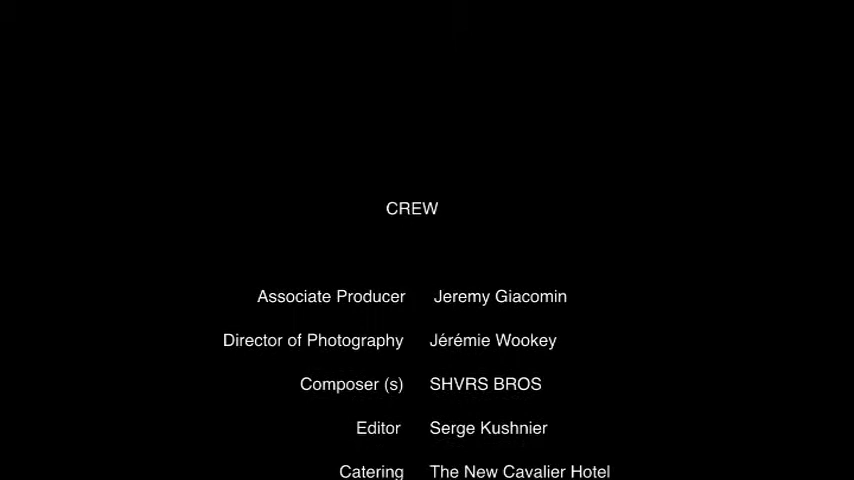 CREW
Associate Producer Jeremy Giacomin
Director of Photography Jérémie Wookey
Composer (s) SHVRS BROS
Editor Serge Kushnier
Catering The New Cavalier Hotel